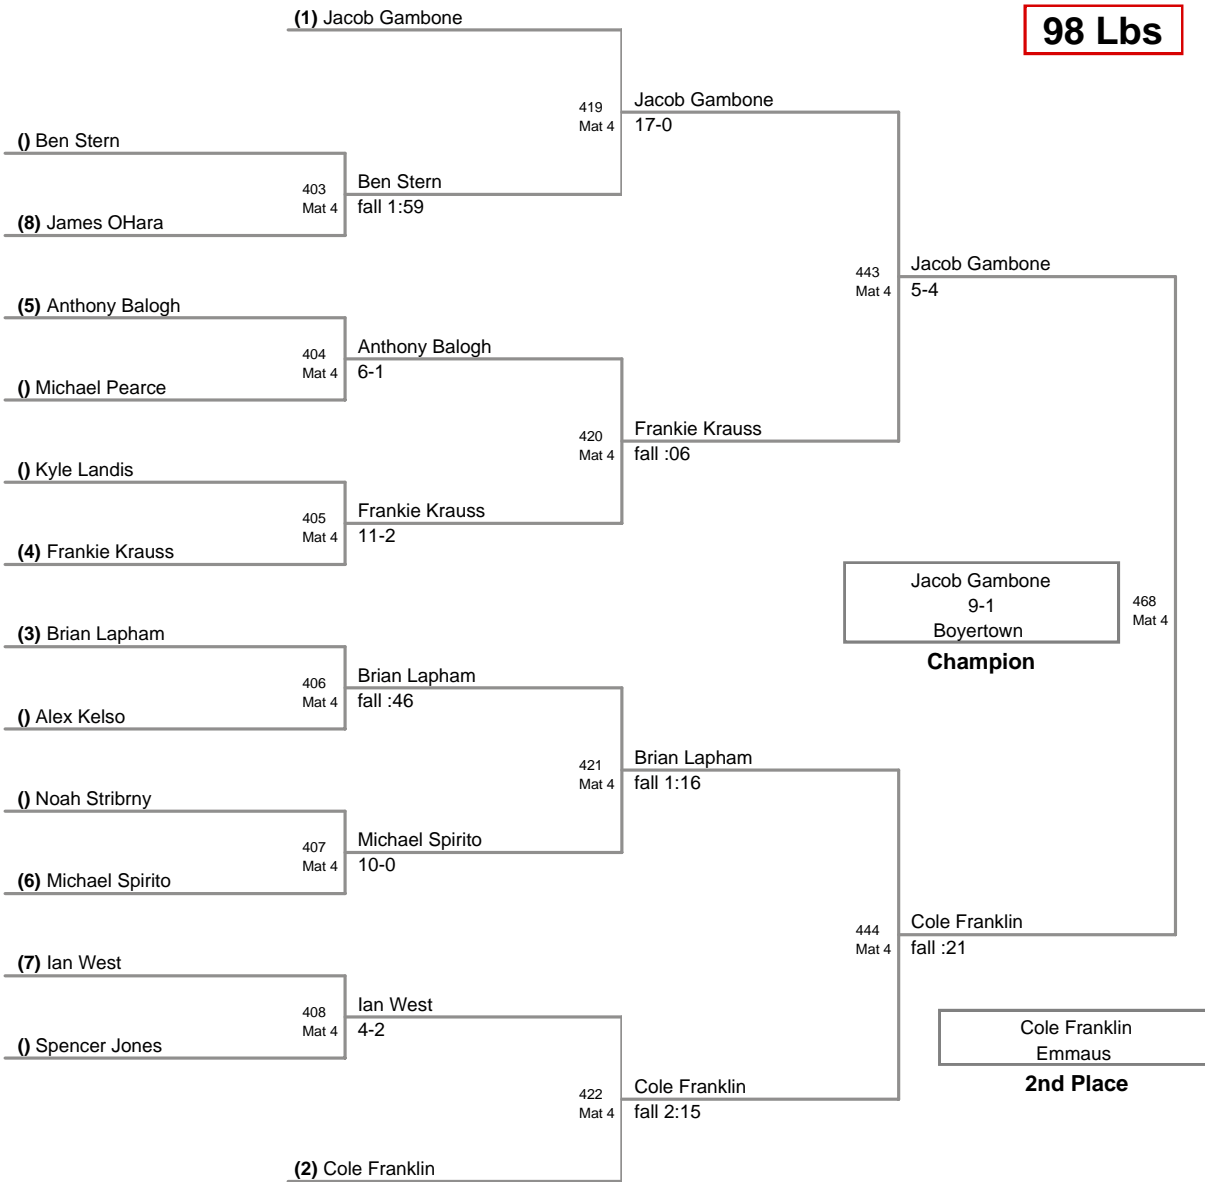 (1) Jacob Gambone
98 Lbs
419
Mat 4
Jacob Gambone
17-0
() Ben Stern
403
Mat 4
Ben Stern
fall 1:59
(8) James OHara
443
Mat 4
Jacob Gambone
5-4
(5) Anthony Balogh
404
Mat 4
Anthony Balogh
6-1
() Michael Pearce
420
Mat 4
Frankie Krauss
fall :06
() Kyle Landis
405
Mat 4
Frankie Krauss
11-2
(4) Frankie Krauss
Jacob Gambone
9-1
Boyertown
Champion
468
Mat 4
(3) Brian Lapham
406
Mat 4
Brian Lapham
fall :46
() Alex Kelso
421
Mat 4
Brian Lapham
fall 1:16
() Noah Stribrny
407
Mat 4
Michael Spirito
10-0
(6) Michael Spirito
444
Mat 4
Cole Franklin
fall :21
(7) Ian West
408
Mat 4
Ian West
4-2
() Spencer Jones
Cole Franklin
Emmaus
2nd Place
422
Mat 4
Cole Franklin
fall 2:15
(2) Cole Franklin